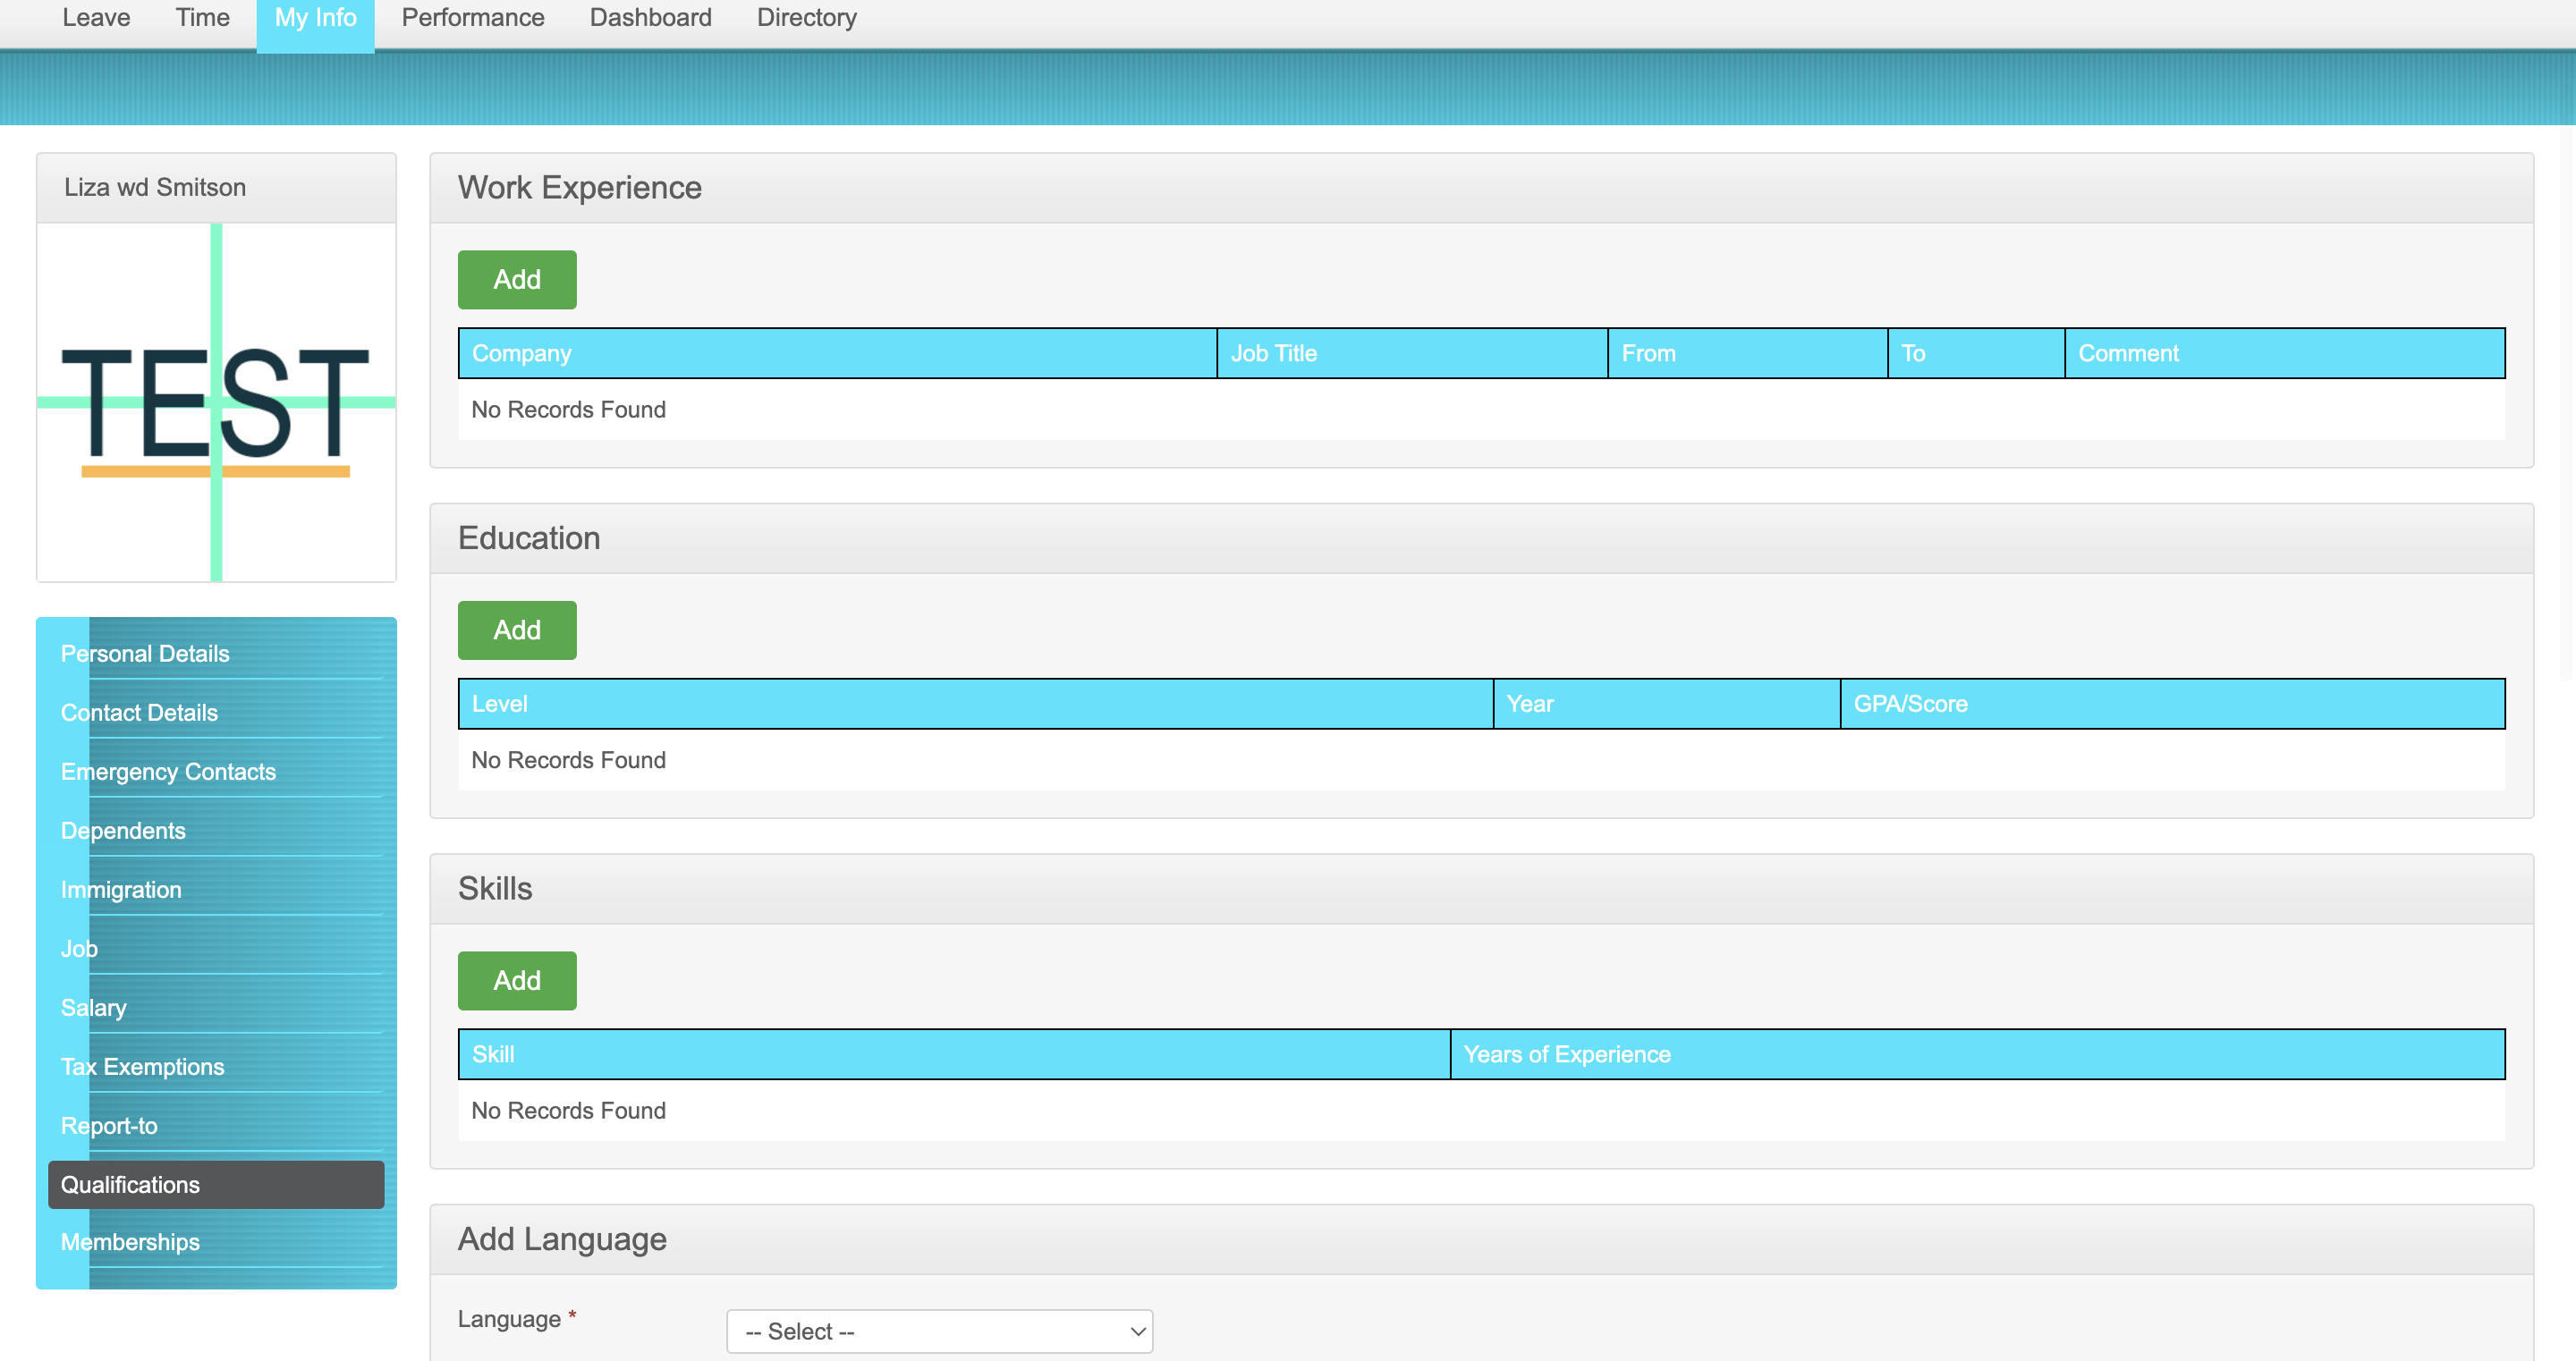 Leave Time My Info Performance Dashboard Directory
Liza wd Smitson
TEST
Personal Details
Contact Details
Emergency Contacts
Dependents
Immigration
Job
Salary
Tax Exemptions
Report-to
Qualifications
Memberships
Work Experience
Add
Company Job Title From To Comment
No Records Found
Education
Add
Level Year GPA/Score
No Records Found
Skills
Add
Skill Years of Experience
No Records Found
Add Language
Language * -- Select --